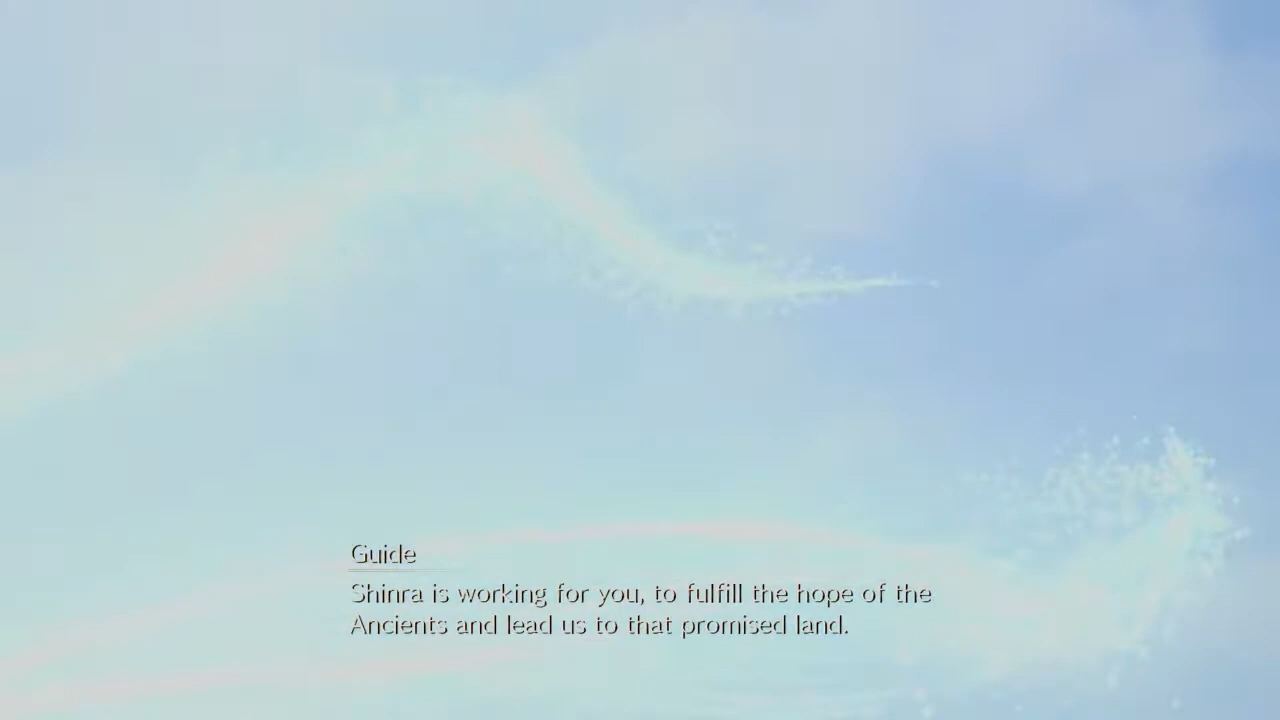 Guide
Shinra is working for you, to fulfill the hope of the
Ancients and lead us to that promised land.